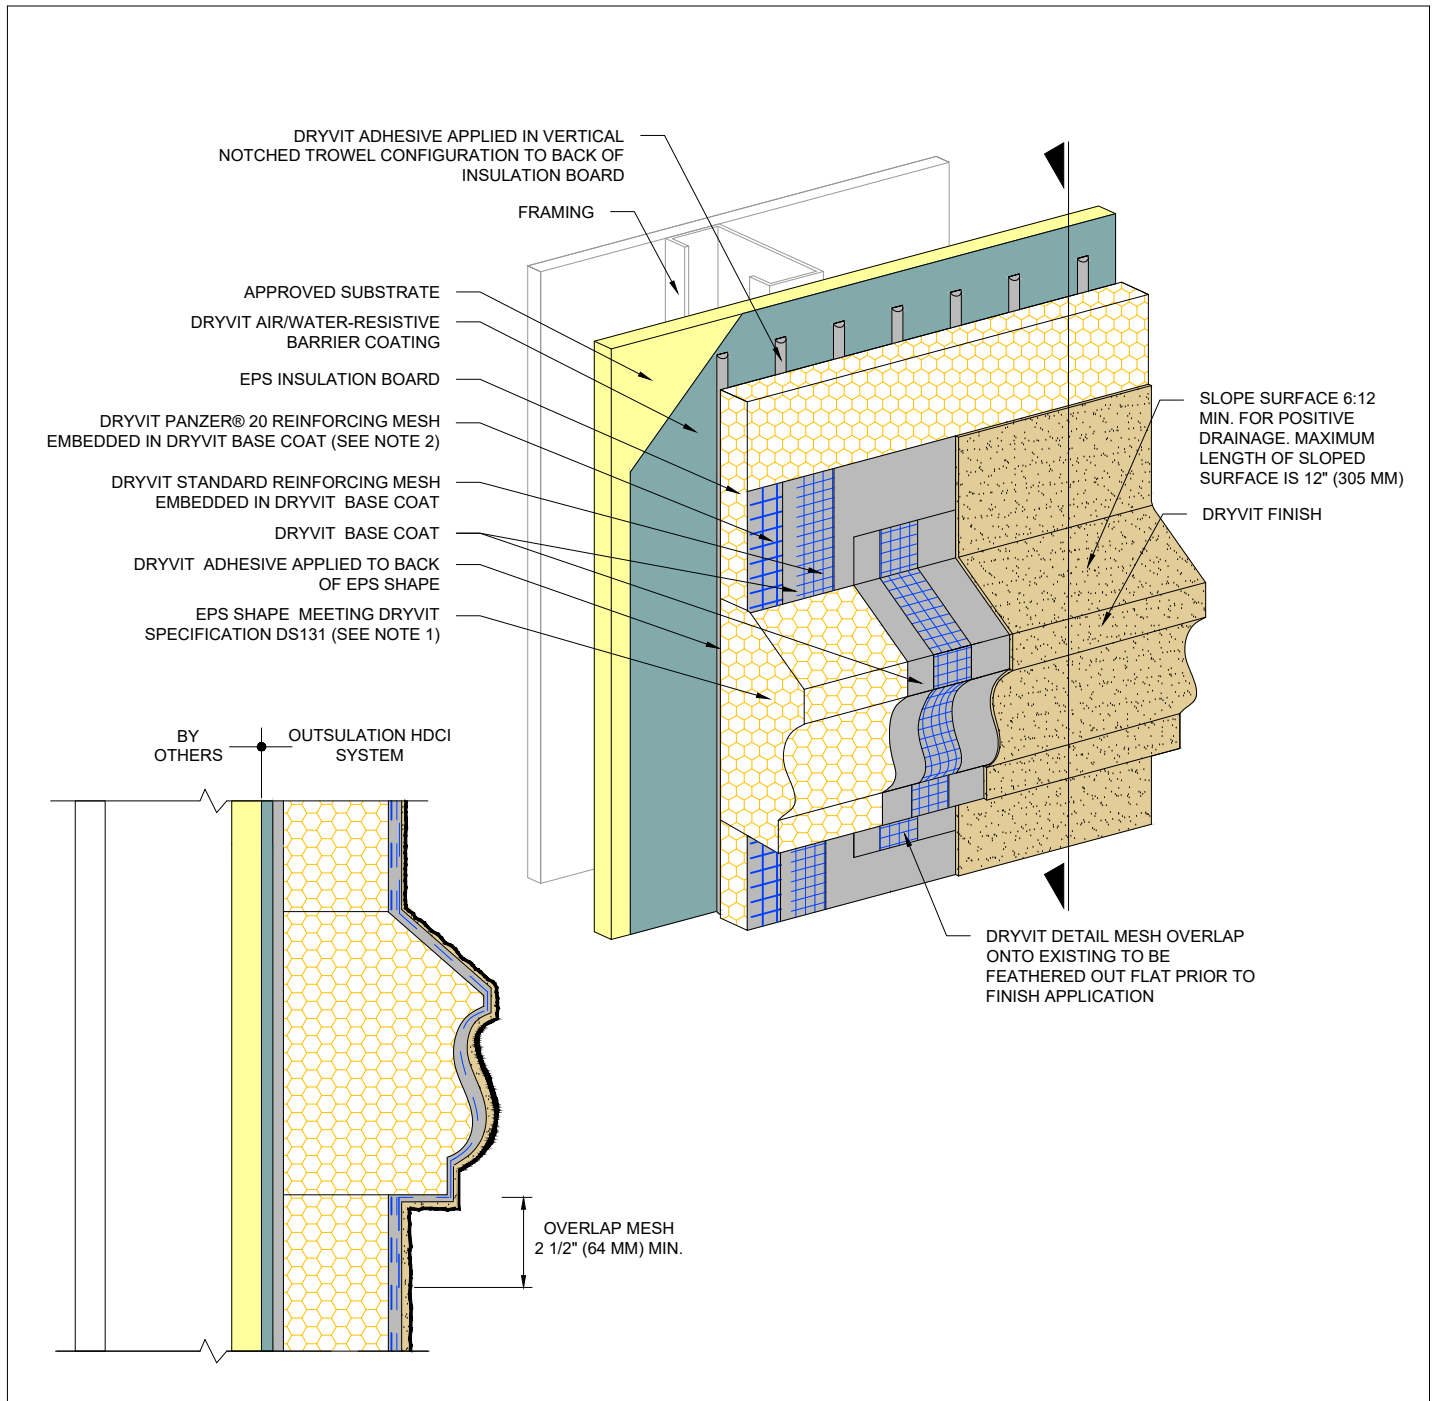 DRYVIT ADHESIVE APPLIED IN VERTICAL
NOTCHED TROWEL CONFIGURATION TO BACK OF
INSULATION BOARD
FRAMING
APPROVED SUBSTRATE
DRYVIT AIR/WATER-RESISTIVE
BARRIER COATING
EPS INSULATION BOARD
DRYVIT PANZER® 20 REINFORCING MESH
EMBEDDED IN DRYVIT BASE COAT (SEE NOTE 2)
DRYVIT STANDARD REINFORCING MESH
EMBEDDED IN DRYVIT BASE COAT
DRYVIT BASE COAT
DRYVIT ADHESIVE APPLIED TO BACK
OF EPS SHAPE
EPS SHAPE MEETING DRYVIT
SPECIFICATION DS131 (SEE NOTE 1)
SLOPE SURFACE 6:12
MIN. FOR POSITIVE
DRAINAGE. MAXIMUM
LENGTH OF SLOPED
SURFACE IS 12" (305 MM)
DRYVIT FINISH
BY
OTHERS
OUTSULATION HDCI
SYSTEM
DRYVIT DETAIL MESH OVERLAP
ONTO EXISTING TO BE
FEATHERED OUT FLAT PRIOR TO
FINISH APPLICATION
OVERLAP MESH
2 1/2" (64 MM) MIN.